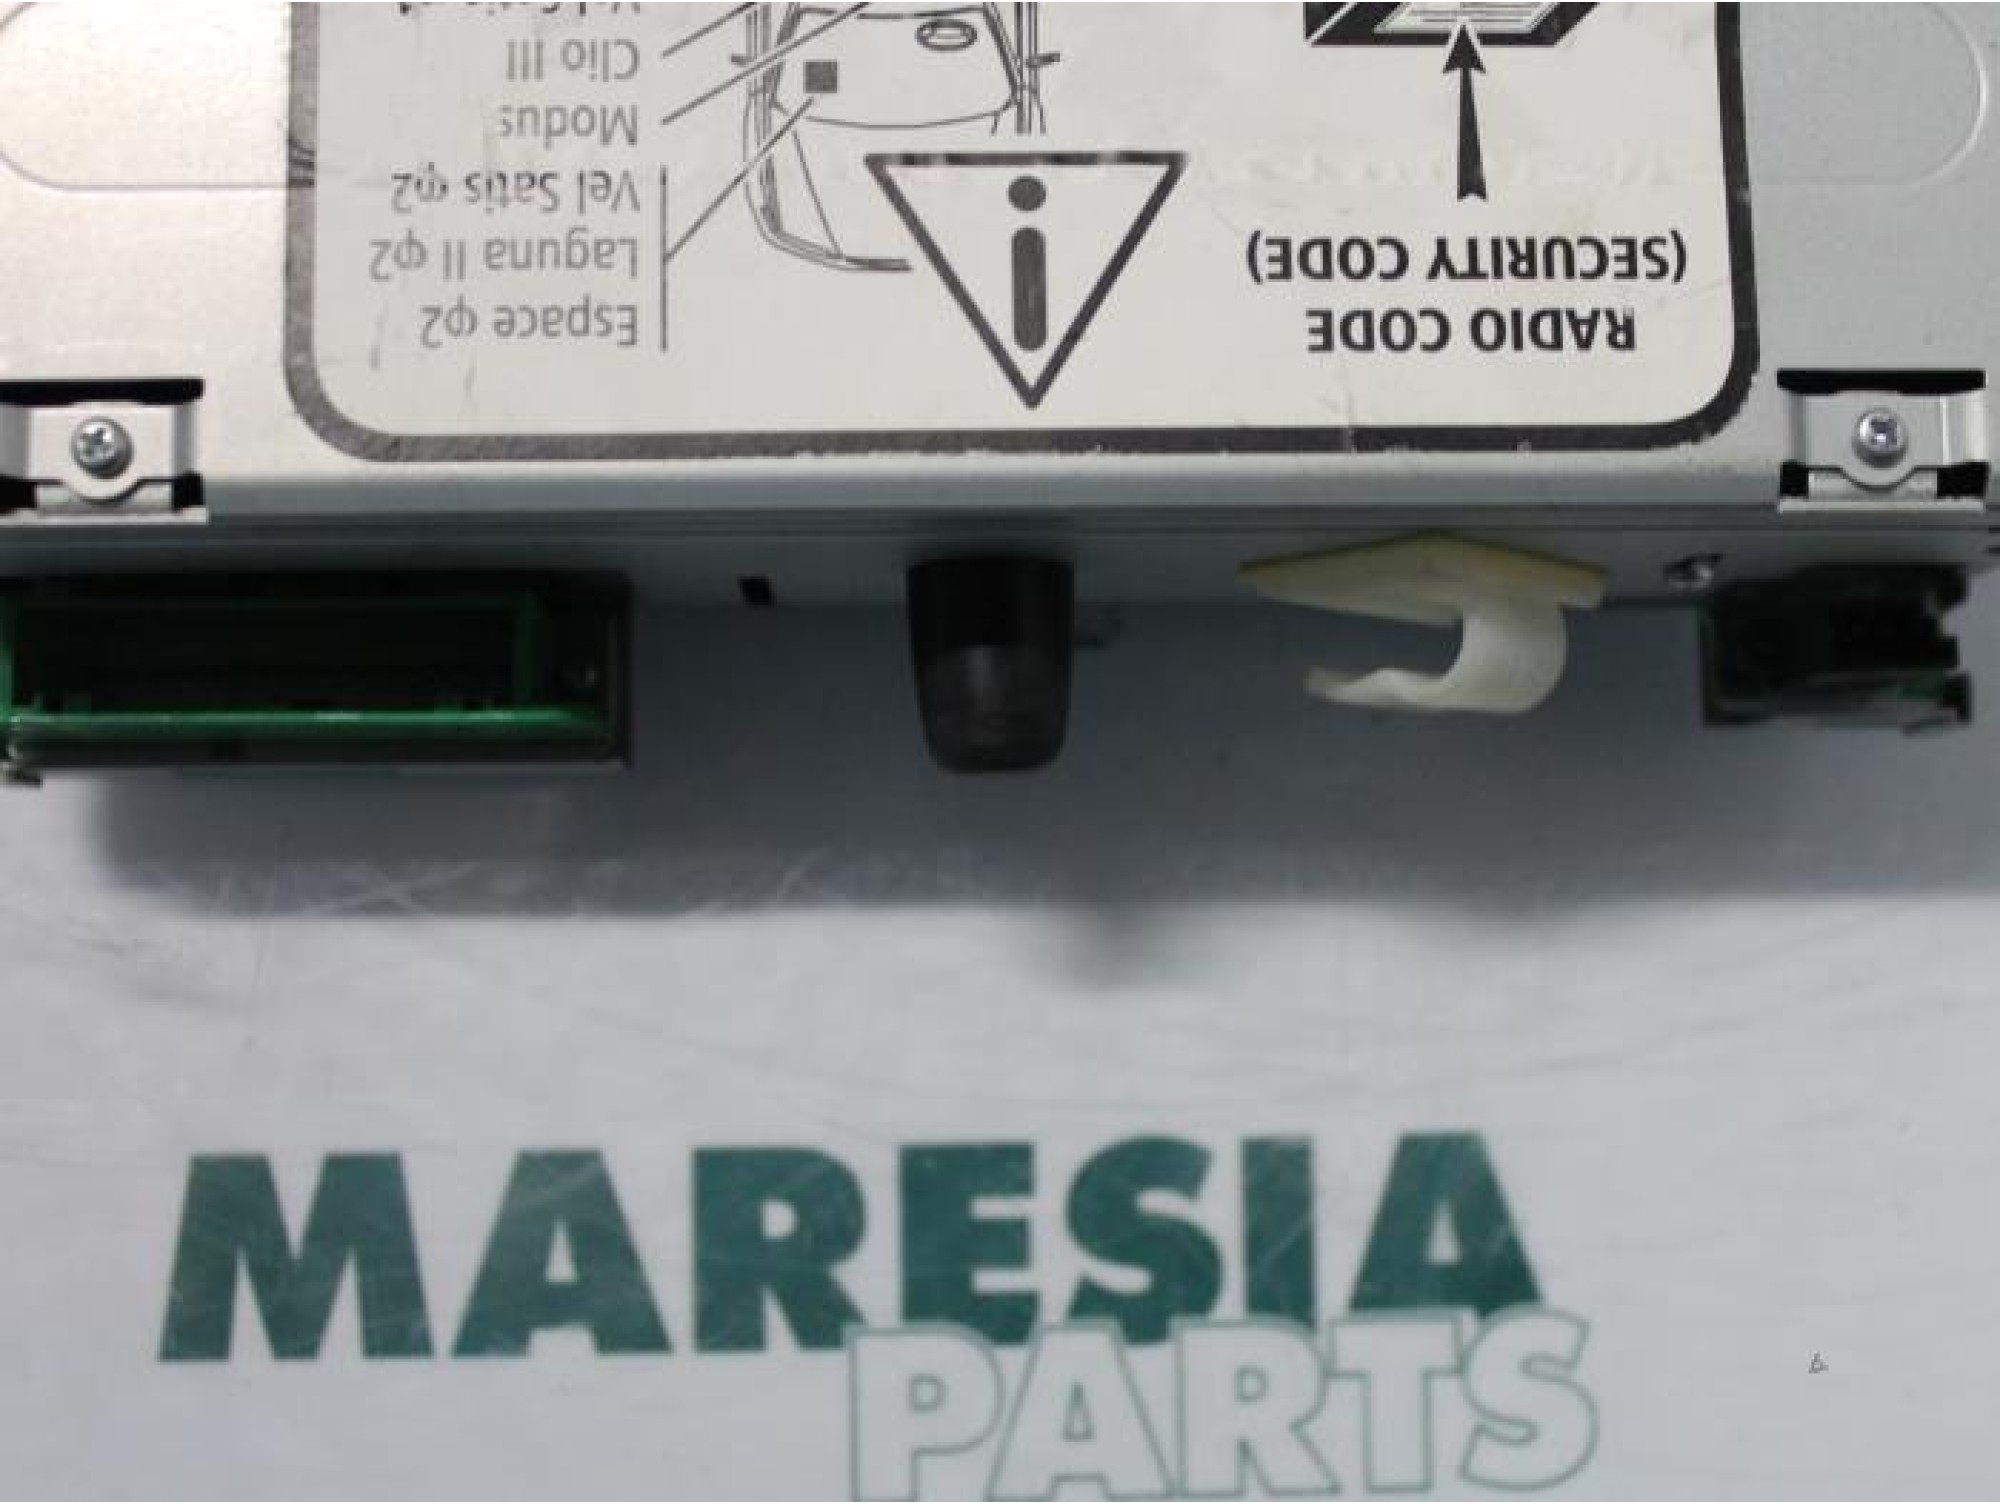 RADIO CODE
(SECURITY CODE)
Espace φ2
Laguna II φ2
Vel Satis φ2
Modus
Clio III
MARESIA
PARTS